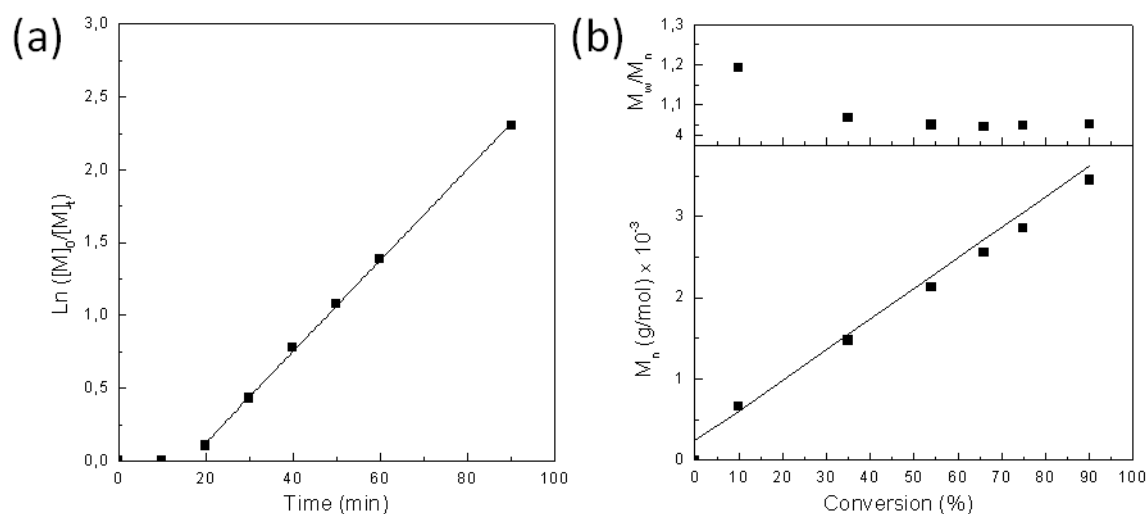 (a)
Ln ([M]0/[M]t)
3,0
2,5
2,0
1,5
1,0
0,5
0,0
0 20 40 60 80 100
Time (min)
(b)
Mw/Mn
1,3
1,2
1,1
4
Mn (g/mol) x 10-3
3
2
1
0
0 10 20 30 40 50 60 70 80 90 100
Conversion (%)